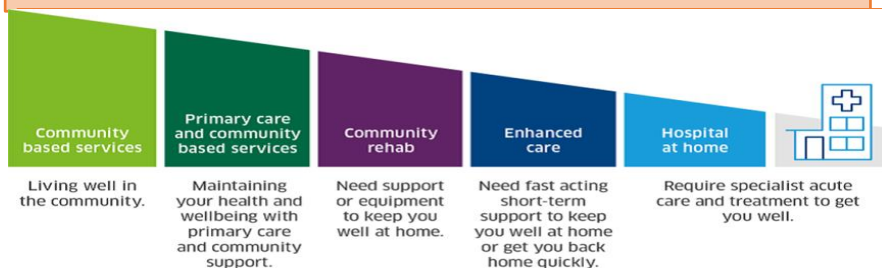 Community
based services
Primary care
and community
based services
Community
rehab
Enhanced
care
Hospital
at home
Living well in
the community.
Maintaining
your health and
wellbeing with
primary care
and community
support.
Need support
or equipment
to keep you
well at home.
Need fast acting
short-term
support to keep
you well at home
or get you back
home quickly.
Require specialist acute
care and treatment to get
you well.